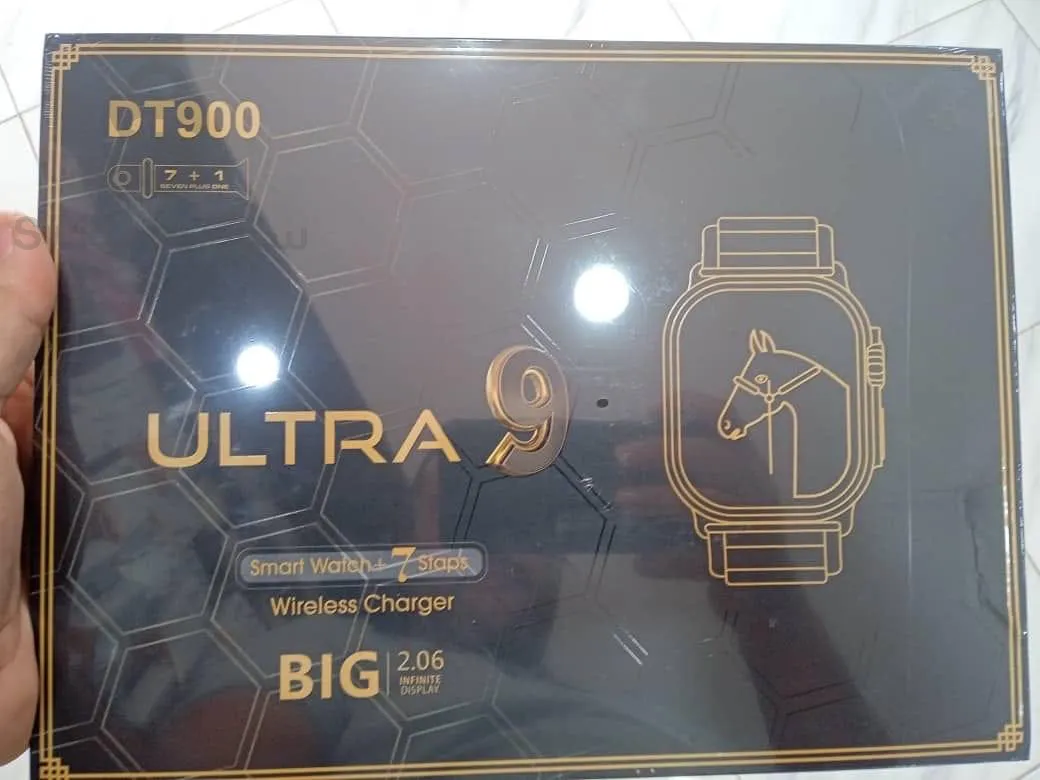 DT900
7 + 1
SEVEN PLUS ONE
ULTRA 9
Smart Watch+ 7 Staps
Wireless Charger
BIG 2.06
INFINITE
DISPLAY